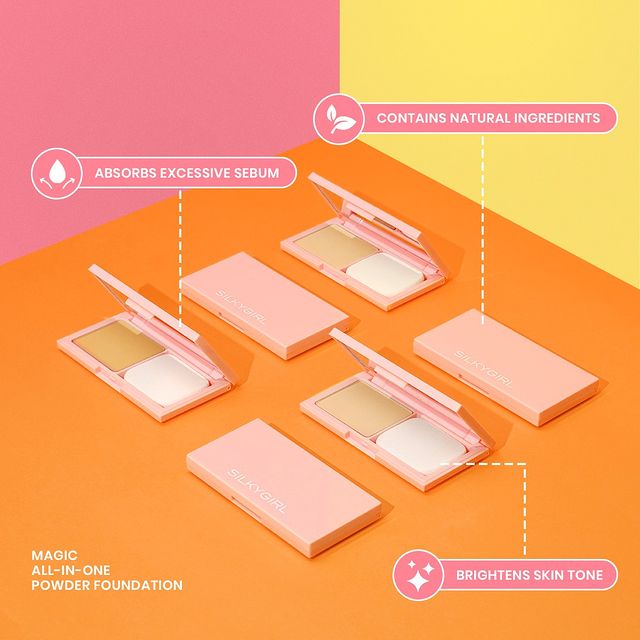 CONTAINS NATURAL INGREDIENTS
ABSORBS EXCESSIVE SEBUM
SILKYGIRL
SILKYGIRL
SILKYGIRL
MAGIC
ALL-IN-ONE
POWDER FOUNDATION
BRIGHTENS SKIN TONE